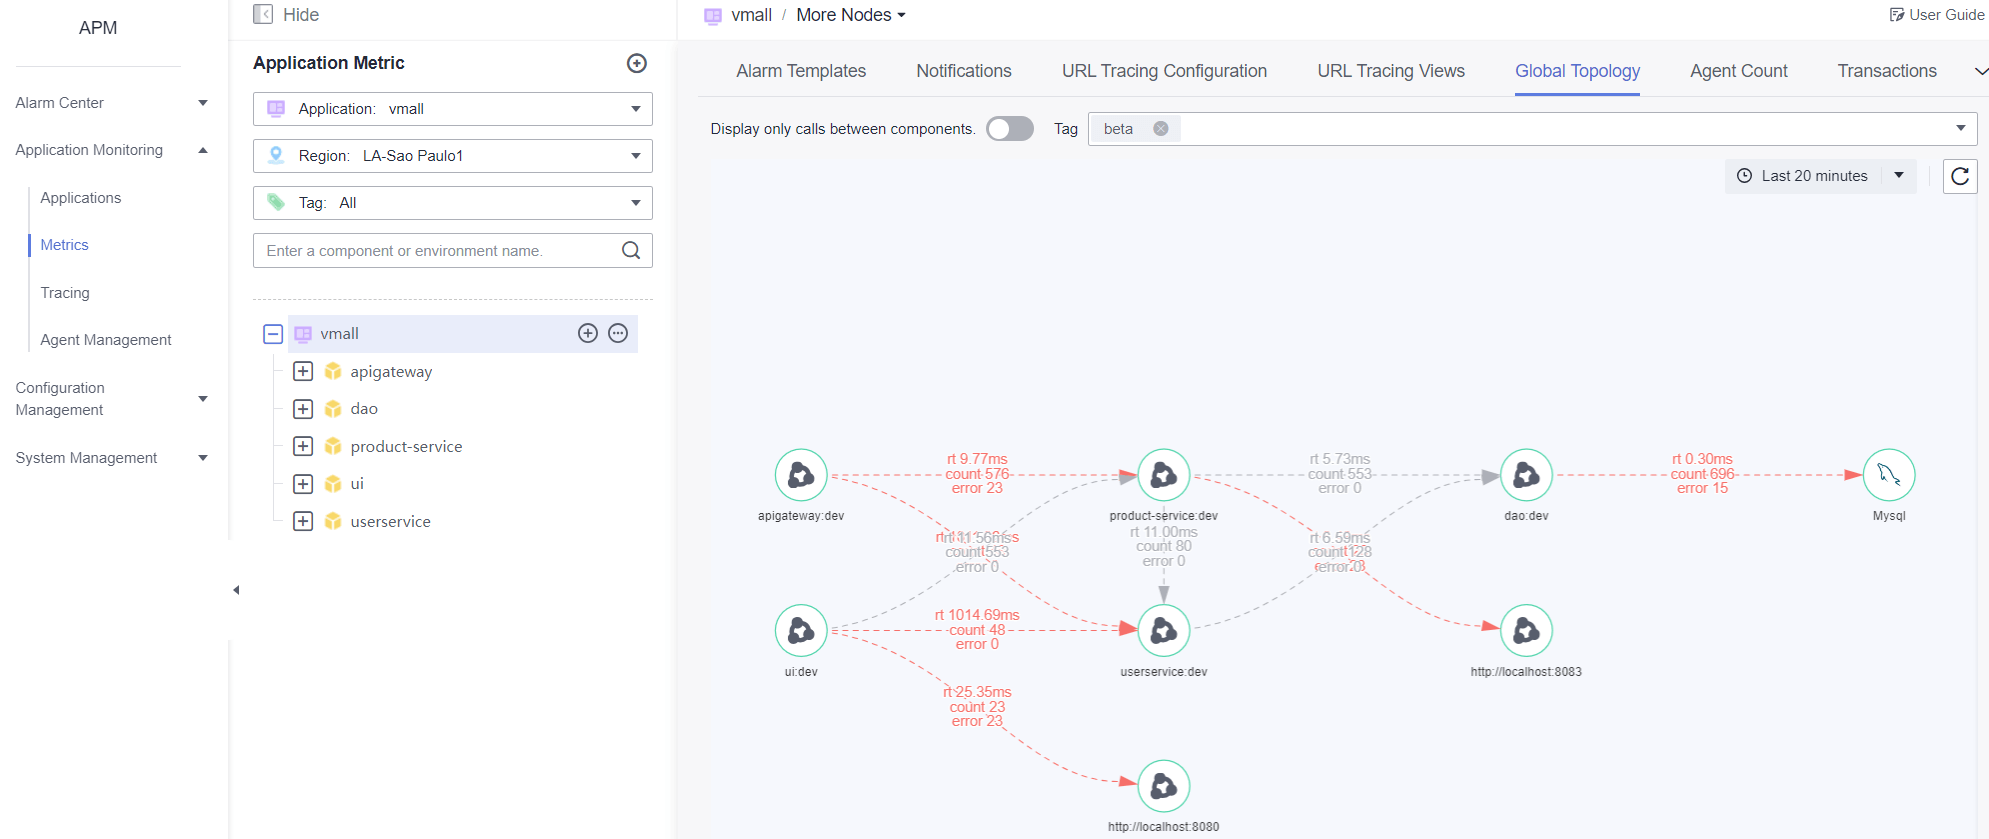 APM
Alarm Center
Application Monitoring
Applications
Metrics
Tracing
Agent Management
Configuration
Management
System Management
Hide
Application Metric
Application: vmall
Region: LA-Sao Paulo1
Tag: All
Enter a component or environment name.
vmall
apigateway
dao
product-service
ui
userservice
vmall / More Nodes
User Guide
Alarm Templates
Notifications
URL Tracing Configuration
URL Tracing Views
Global Topology
Agent Count
Transactions
Display only calls between components.
Tag
beta
Last 20 minutes
rt 9.77ms
count 576
error 23
rt 5.73ms
count 553
error 0
rt 0.30ms
count 696
error 15
apigateway:dev
product-service:dev
dao:dev
Mysql
rt 11.56ms
count 553
error 0
rt 11.00ms
count 80
error 0
rt 6.59ms
count 128
error 0
rt 1014.69ms
count 48
error 0
ui:dev
userservice:dev
http://localhost:8083
rt 25.35ms
count 23
error 23
http://localhost:8080